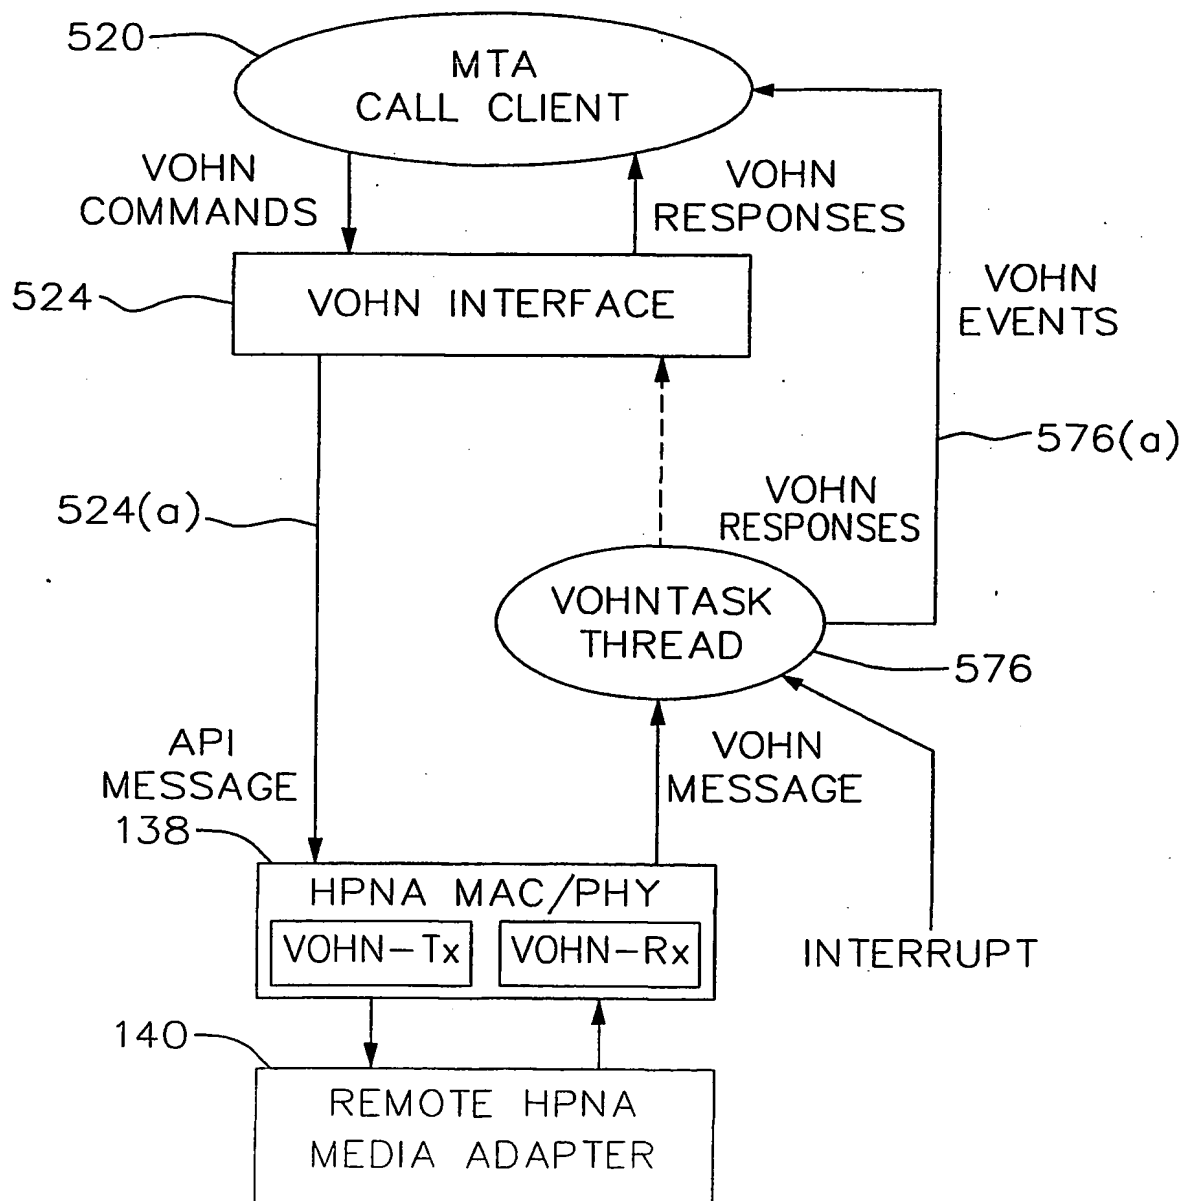 520
MTA
CALL CLIENT
VOHN
COMMANDS
VOHN
RESPONSES
524
VOHN INTERFACE
VOHN
EVENTS
576(a)
524(a)
VOHN
RESPONSES
VOHNTASK
THREAD
576
API
MESSAGE
VOHN
MESSAGE
138
HPNA MAC/PHY
VOHN-Tx
VOHN-Rx
INTERRUPT
140
REMOTE HPNA
MEDIA ADAPTER